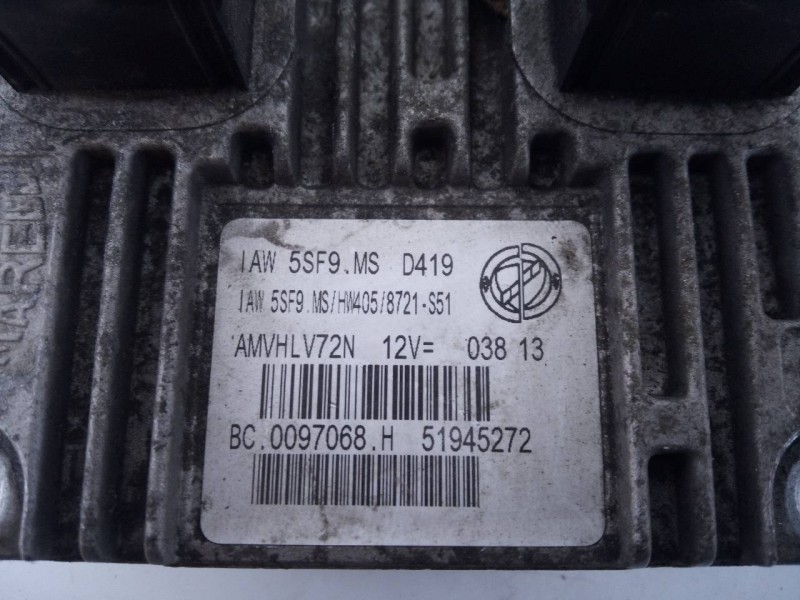 IAW 5SF9.MS D419
IAW 5SF9.MS/HW405/8721-S51
AMVHLV72N 12V= 038 13
BC.0097068.H 51945272